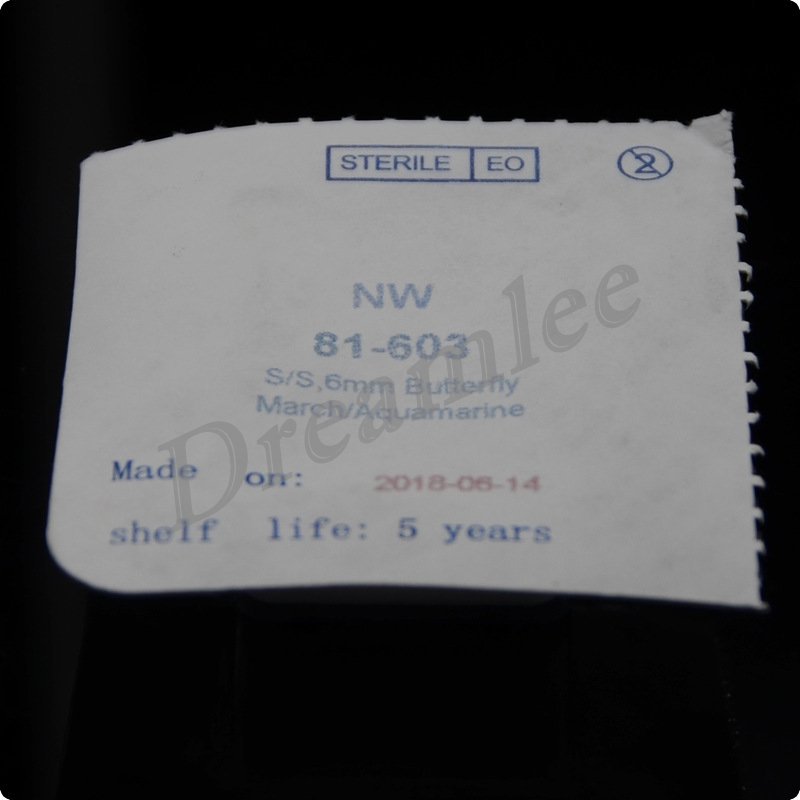 STERILE EO 2
NW
81-603
S/S,6mm Butterfly
March/Aquamarine
Made on: 2018-06-14
shelf life: 5 years
Dreamlee